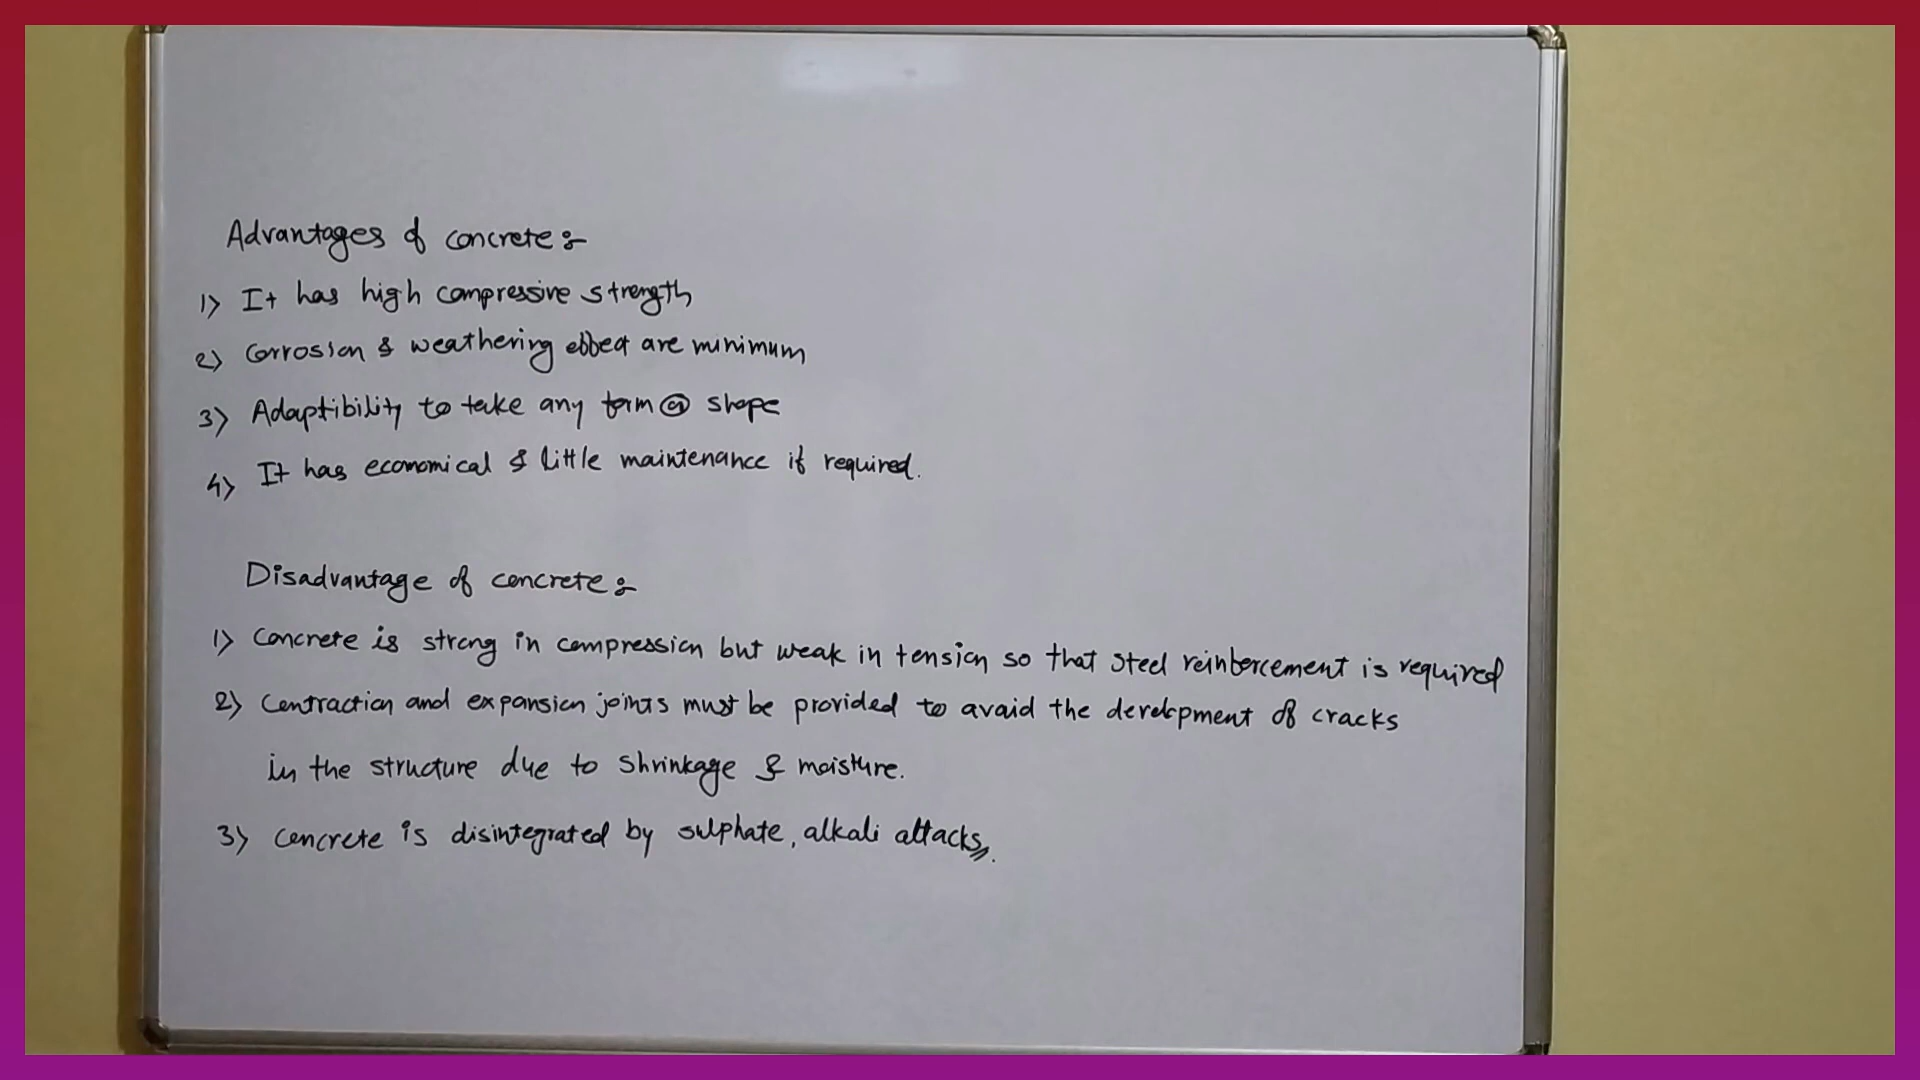 Advantages of concrete :-
1) It has high compressive strength
2) Corrosion & weathering effect are minimum
3) Adaptibility to take any form or shape
4) It has economical & little maintenance if required.
Disadvantage of concrete :-
1) Concrete is strong in compression but weak in tension so that steel reinforcement is required
2) Contraction and expansion joints must be provided to avoid the development of cracks
in the structure due to shrinkage & moisture.
3) concrete is disintegrated by sulphate, alkali attacks.